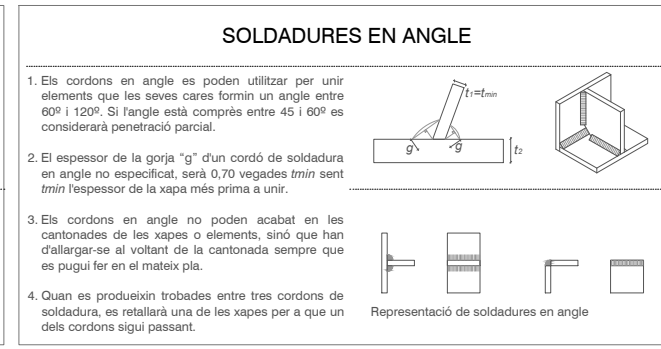 SOLDADURES EN ANGLE
1. Els cordons en angle es poden utilitzar per unir
elements que les seves cares formin un angle entre
60º i 120º. Si l'angle està comprès entre 45 i 60º es
considerarà penetració parcial.
2. El espessor de la gorja "g" d'un cordó de soldadura
en angle no especificat, serà 0,70 vegades tmin sent
tmin l'espessor de la xapa més prima a unir.
3. Els cordons en angle no poden acabat en les
cantonades de les xapes o elements, sinó que han
d'allargar-se al voltant de la cantonada sempre que
es pugui fer en el mateix pla.
4. Quan es produeixin trobades entre tres cordons de
soldadura, es retallarà una de les xapes per a que un
dels cordons sigui passant.
t1=tmin
g
g
t2
Representació de soldadures en angle